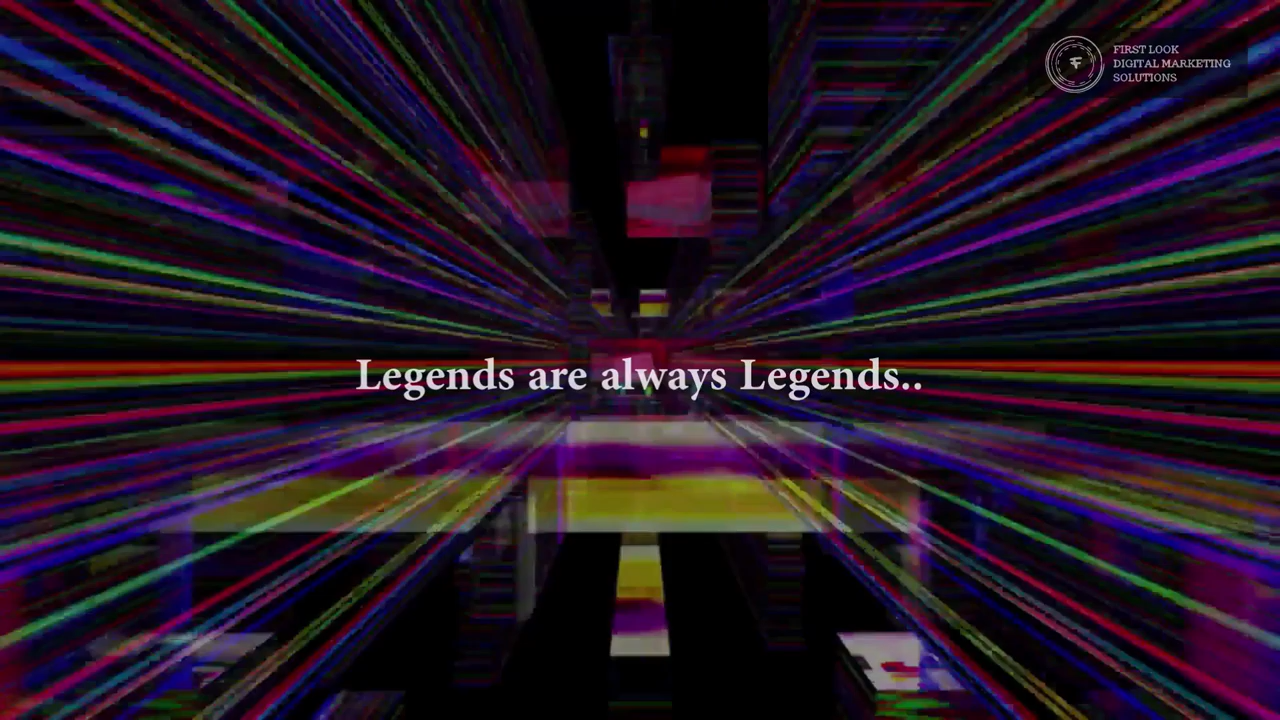 FIRST LOOK
DIGITAL MARKETING
SOLUTIONS
Legends are always Legends..